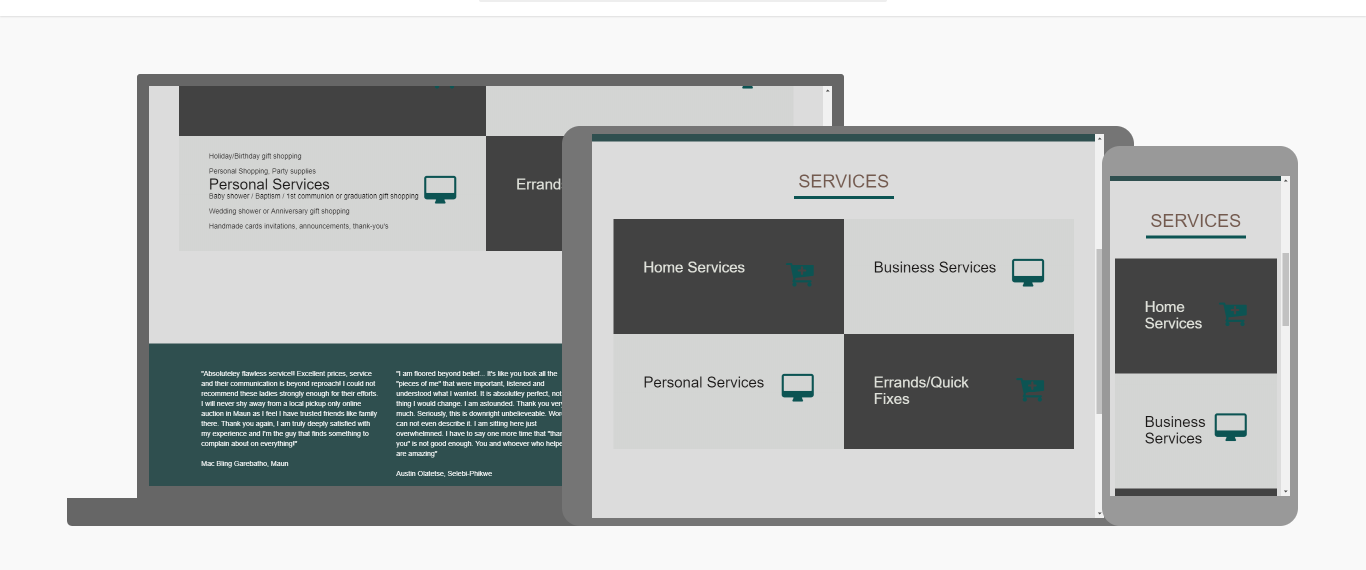 Holiday/Birthday gift shopping
Personal Shopping, Party supplies
Personal Services
Baby shower / Baptism / 1st communion or graduation gift shopping
Wedding shower or Anniversary gift shopping
Handmade cards invitations, announcements, thank-you's
Errands
"Absoluteley flawless service!! Excellent prices, service
and their communication is beyond reproach! I could not
recommend these ladies strongly enough for their efforts.
I will never shy away from a local pickup only online
auction in Maun as I feel I have trusted friends like family
there. Thank you again, I am truly deeply satisfied with
my experience and I'm the guy that finds something to
complain about on everything!"
Mac Bling Garebatho, Maun
"I am floored beyond belief... It's like you took all the
"pieces of me" that were important, listened and
understood what I wanted. It is absolutley perfect, not
thing I would change. I am astounded. Thank you very
much. Seriously, this is downright unbelieveable.
can not even describe it. I am sitting here just
overwhelmned. I have to say one more time that
you" is not good enough. You and whoever
are amazing"
Austin Olatetse, Selebi-Phikwe
SERVICES
Home Services
Business Services
Personal Services
Errands/Quick
Fixes
SERVICES
Home
Services
Business
Services